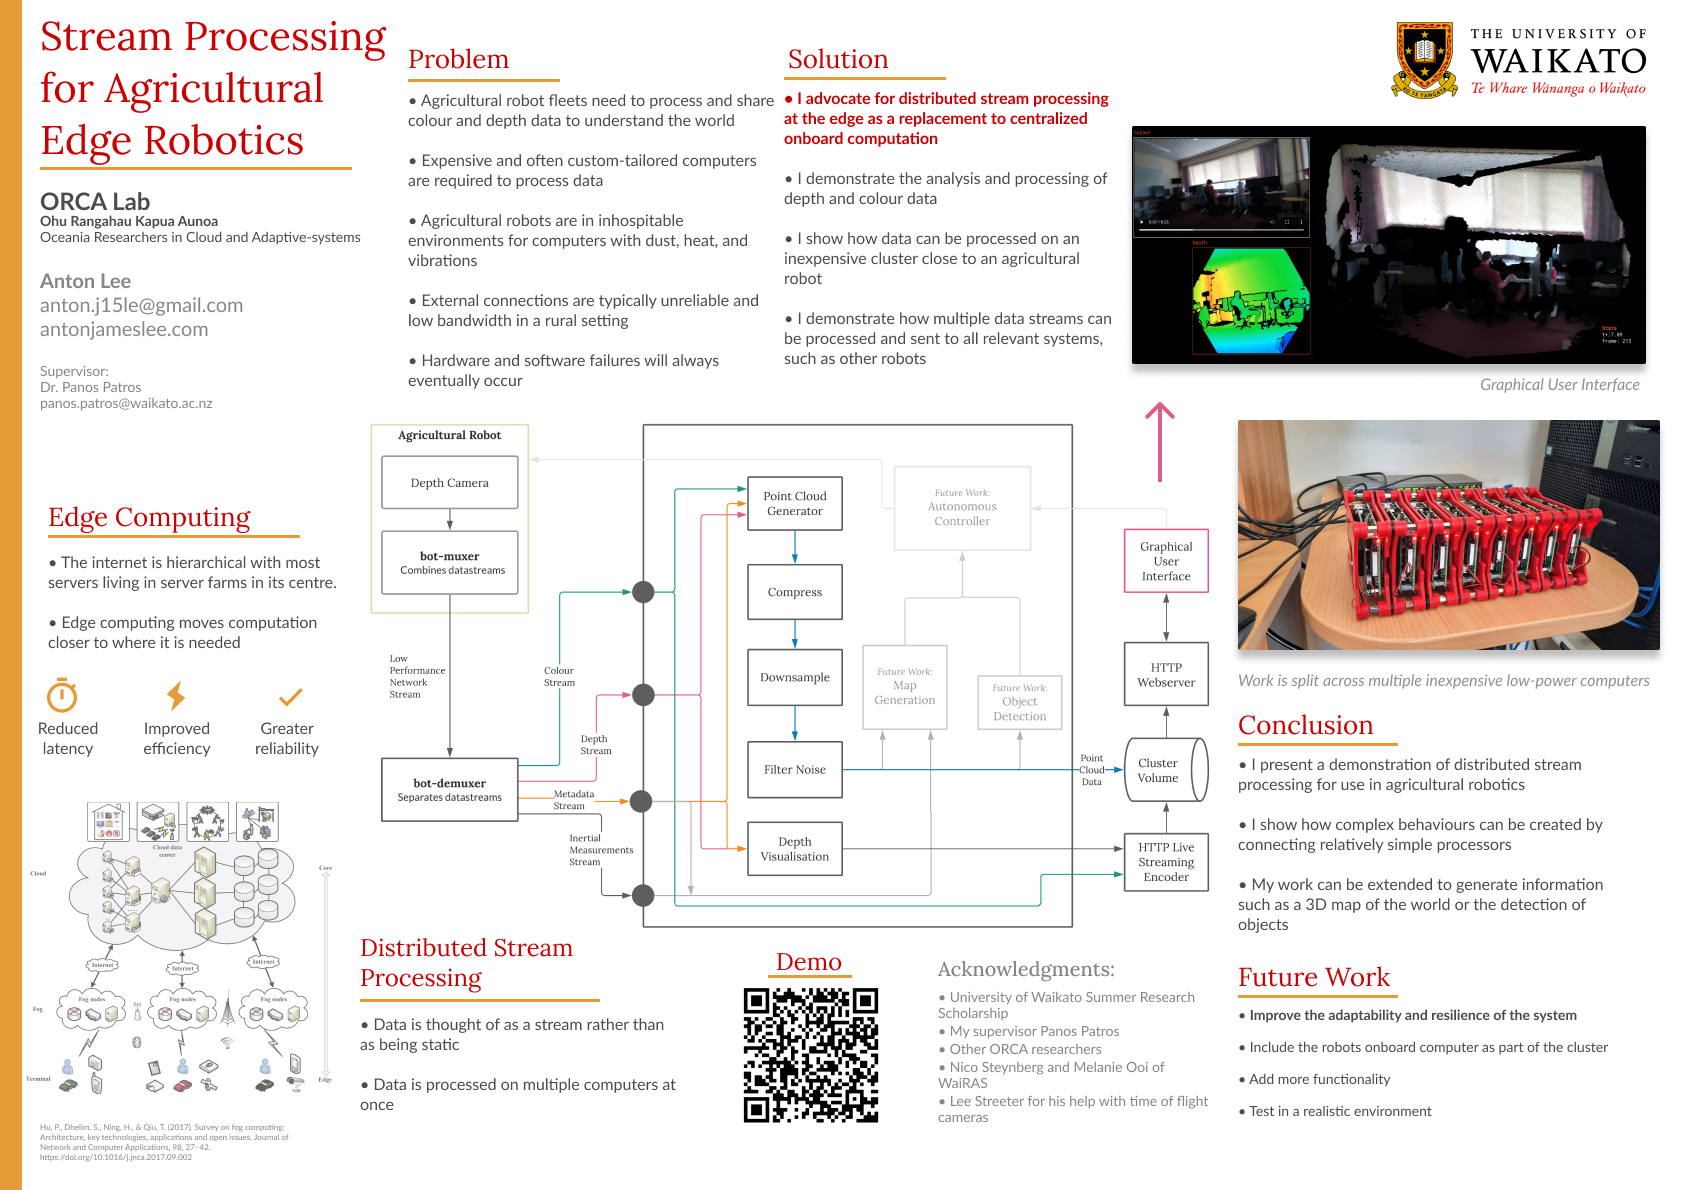 Stream Processing
for Agricultural
Edge Robotics
ORCA Lab
Ohu Rangahau Kapua Aunoa
Oceania Researchers in Cloud and Adaptive-systems
Anton Lee
anton.j15le@gmail.com
antonjameslee.com
Supervisor:
Dr. Panos Patros
panos.patros@waikato.ac.nz
Problem
• Agricultural robot fleets need to process and share
colour and depth data to understand the world
• Expensive and often custom-tailored computers
are required to process data
• Agricultural robots are in inhospitable
environments for computers with dust, heat, and
vibrations
• External connections are typically unreliable and
low bandwidth in a rural setting
• Hardware and software failures will always
eventually occur
Solution
• I advocate for distributed stream processing
at the edge as a replacement to centralized
onboard computation
• I demonstrate the analysis and processing of
depth and colour data
• I show how data can be processed on an
inexpensive cluster close to an agricultural
robot
• I demonstrate how multiple data streams can
be processed and sent to all relevant systems,
such as other robots
KO TE TANGATA
THE UNIVERSITY OF
WAIKATO
Te Whare Wānanga o Waikato
Colour
Depth
Stats
frame: 213
Graphical User Interface
Edge Computing
• The internet is hierarchical with most
servers living in server farms in its centre.
• Edge computing moves computation
closer to where it is needed
Reduced
latency
Improved
efficiency
Greater
reliability
Cloud data
center
Cloud
Core
Internet
Internet
Internet
Fog nodes
Fog nodes
Fog nodes
Fog
Terminal
Edge
Hu, P., Dhelim, S., Ning, H., & Qiu, T. (2017). Survey on fog computing:
Architecture, key technologies, applications and open issues. Journal of
Network and Computer Applications, 98, 27–42.
https://doi.org/10.1016/j.jnca.2017.09.002
Agricultural Robot
Depth Camera
bot-muxer
Combines datastreams
Low
Performance
Network
Stream
bot-demuxer
Separates datastreams
Colour
Stream
Depth
Stream
Metadata
Stream
Inertial
Measurements
Stream
Point Cloud
Generator
Compress
Downsample
Filter Noise
Depth
Visualisation
Future Work:
Autonomous
Controller
Future Work:
Map
Generation
Future Work:
Object
Detection
Point
Cloud
Data
Graphical
User
Interface
HTTP
Webserver
Cluster
Volume
HTTP Live
Streaming
Encoder
Work is split across multiple inexpensive low-power computers
Conclusion
• I present a demonstration of distributed stream
processing for use in agricultural robotics
• I show how complex behaviours can be created by
connecting relatively simple processors
• My work can be extended to generate information
such as a 3D map of the world or the detection of
objects
Distributed Stream
Processing
• Data is thought of as a stream rather than
as being static
• Data is processed on multiple computers at
once
Demo
Acknowledgments:
• University of Waikato Summer Research
Scholarship
• My supervisor Panos Patros
• Other ORCA researchers
• Nico Steynberg and Melanie Ooi of
WaiRAS
• Lee Streeter for his help with time of flight
cameras
Future Work
• Improve the adaptability and resilience of the system
• Include the robots onboard computer as part of the cluster
• Add more functionality
• Test in a realistic environment